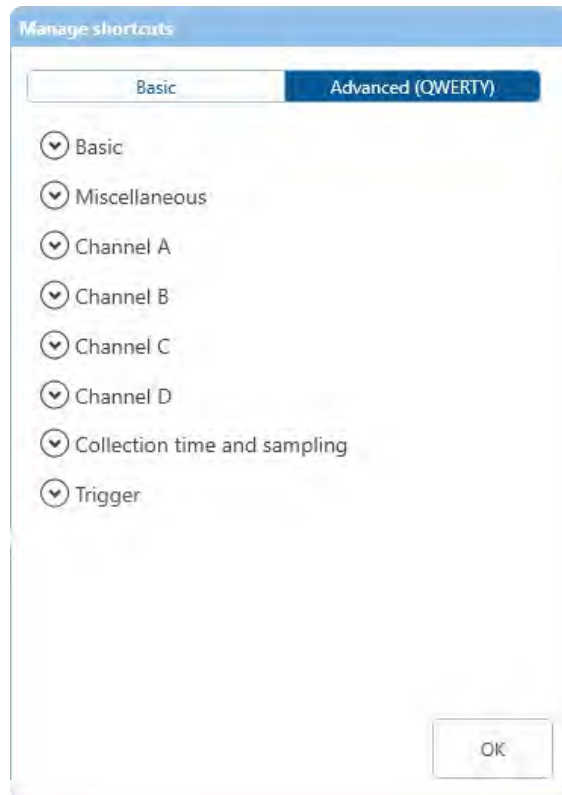 Manage shortcuts
Basic Advanced (QWERTY)
Basic
Miscellaneous
Channel A
Channel B
Channel C
Channel D
Collection time and sampling
Trigger
OK